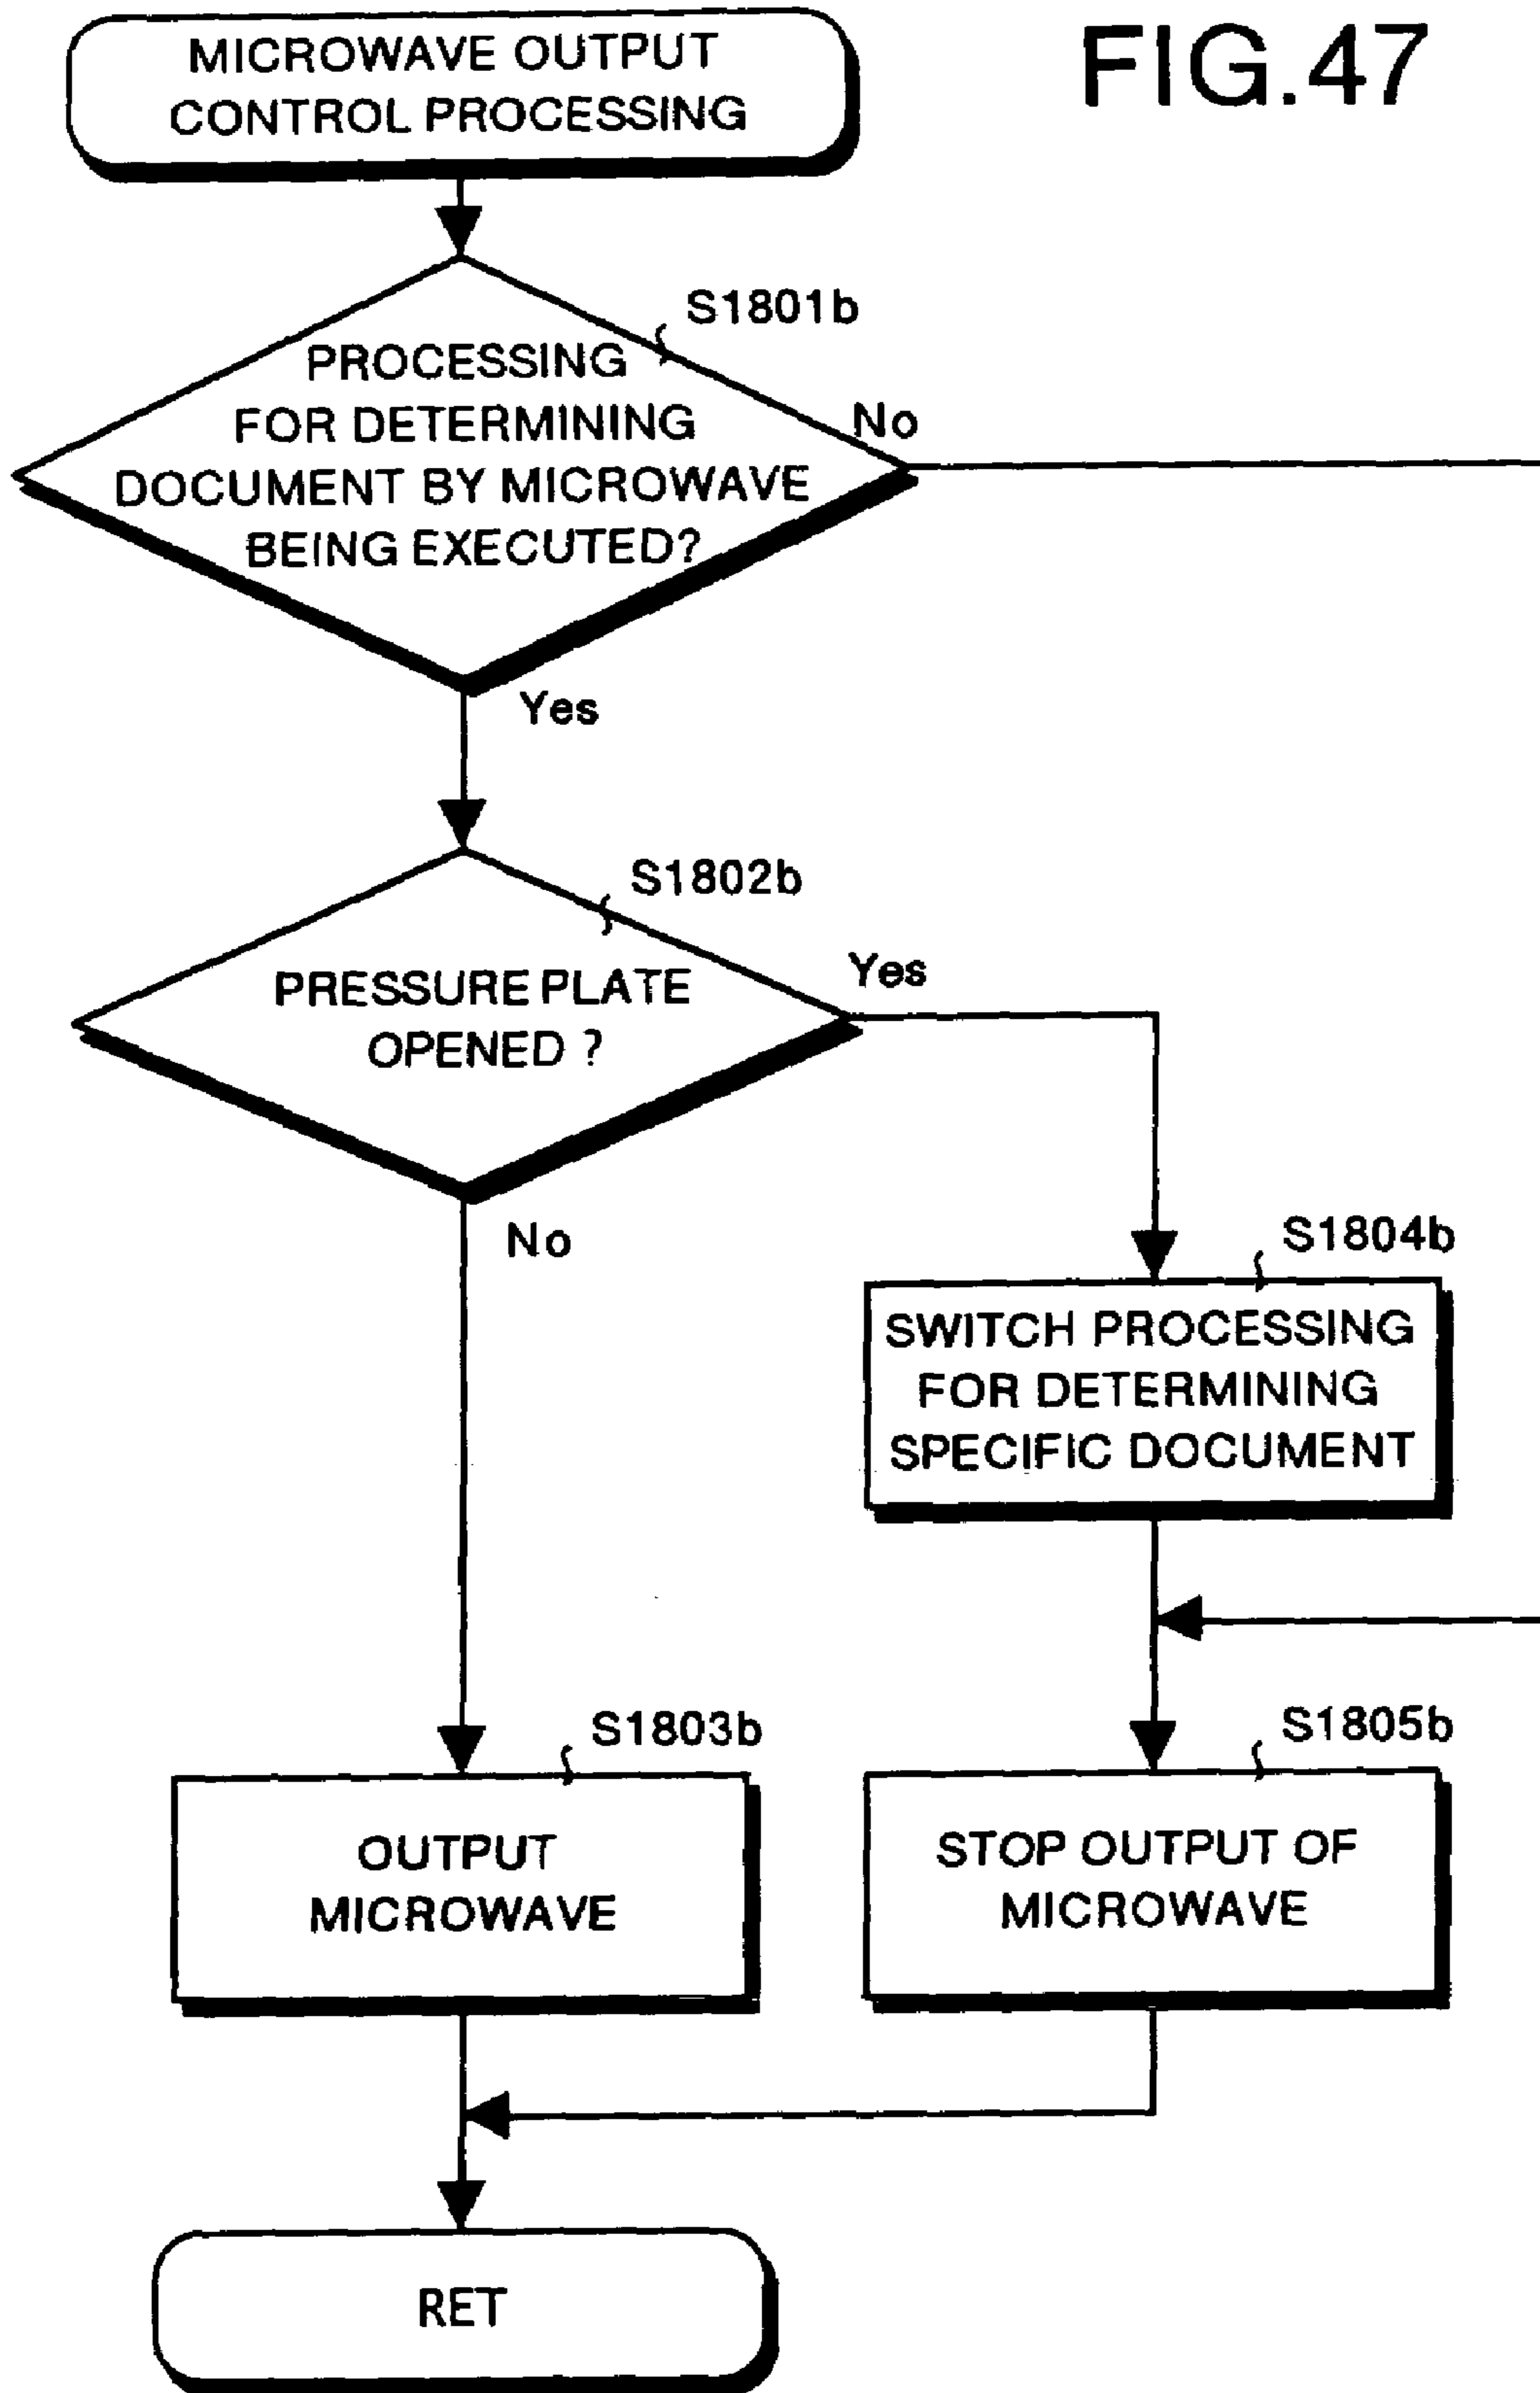 FIG.47
MICROWAVE OUTPUT
CONTROL PROCESSING
S1801b
PROCESSING
FOR DETERMINING
DOCUMENT BY MICROWAVE
BEING EXECUTED?
No
Yes
S1802b
PRESSURE PLATE
OPENED ?
Yes
No
S1804b
SWITCH PROCESSING
FOR DETERMINING
SPECIFIC DOCUMENT
S1803b
OUTPUT
MICROWAVE
S1805b
STOP OUTPUT OF
MICROWAVE
RET